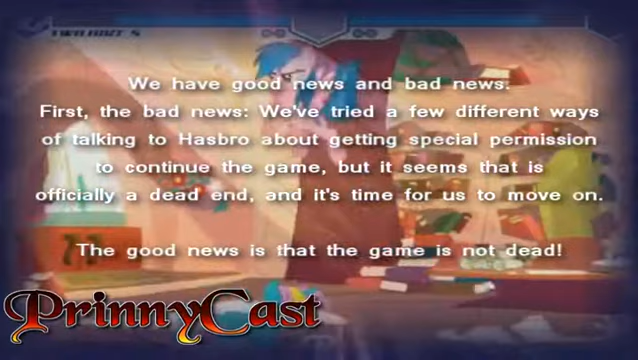 TWILIGHT S
We have good news and bad news.
First, the bad news: We've tried a few different ways
of talking to Hasbro about getting special permission
to continue the game, but it seems that is
officially a dead end, and it's time for us to move on.
The good news is that the game is not dead!
PrinnyCast